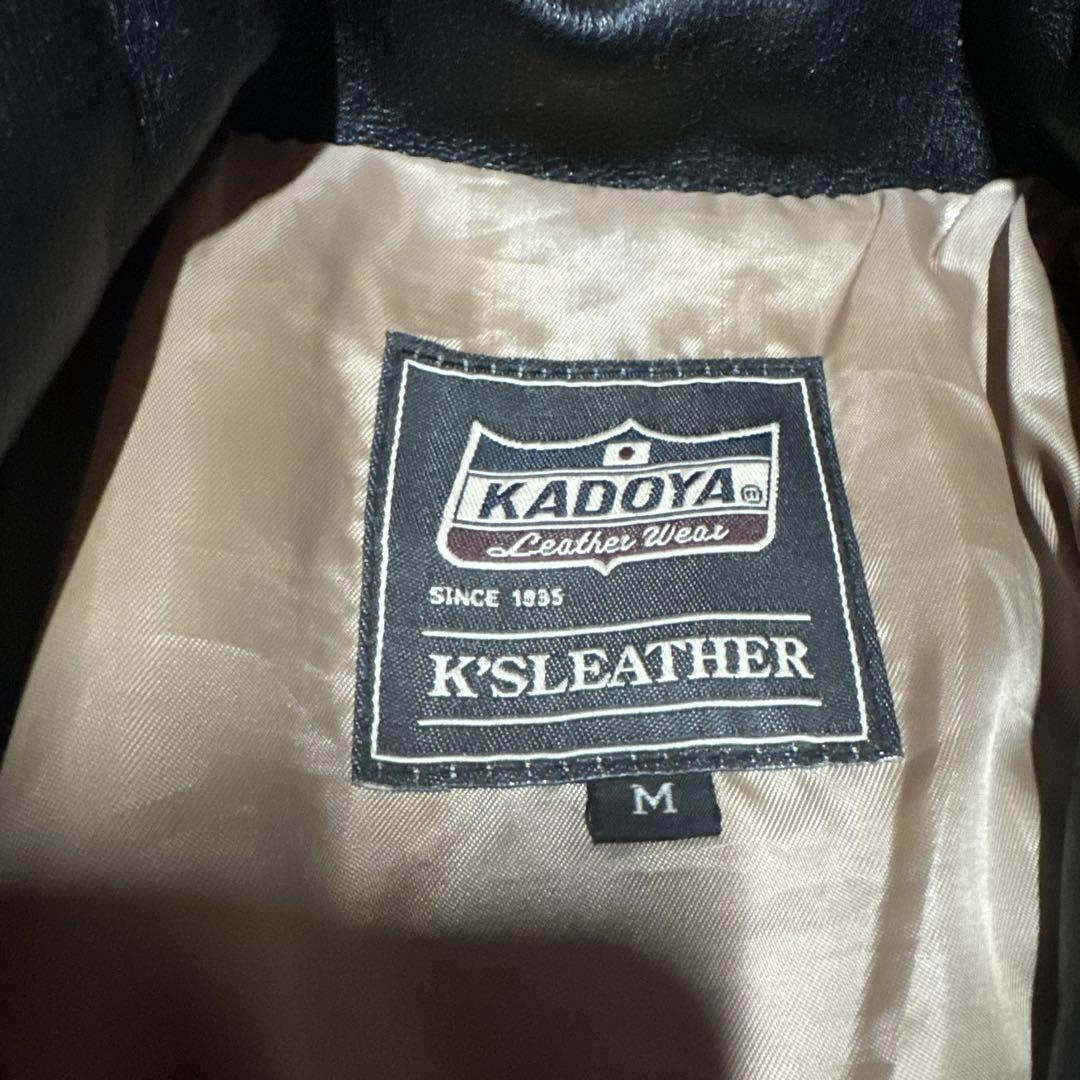 KADOYA
Leather Wear
SINCE 1935
K'SLEATHER
M